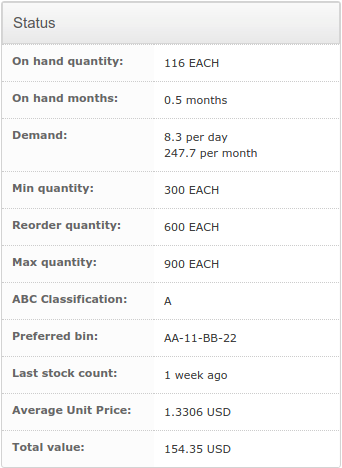 Status
On hand quantity: 116 EACH
On hand months: 0.5 months
Demand: 8.3 per day
247.7 per month
Min quantity: 300 EACH
Reorder quantity: 600 EACH
Max quantity: 900 EACH
ABC Classification: A
Preferred bin: AA-11-BB-22
Last stock count: 1 week ago
Average Unit Price: 1.3306 USD
Total value: 154.35 USD